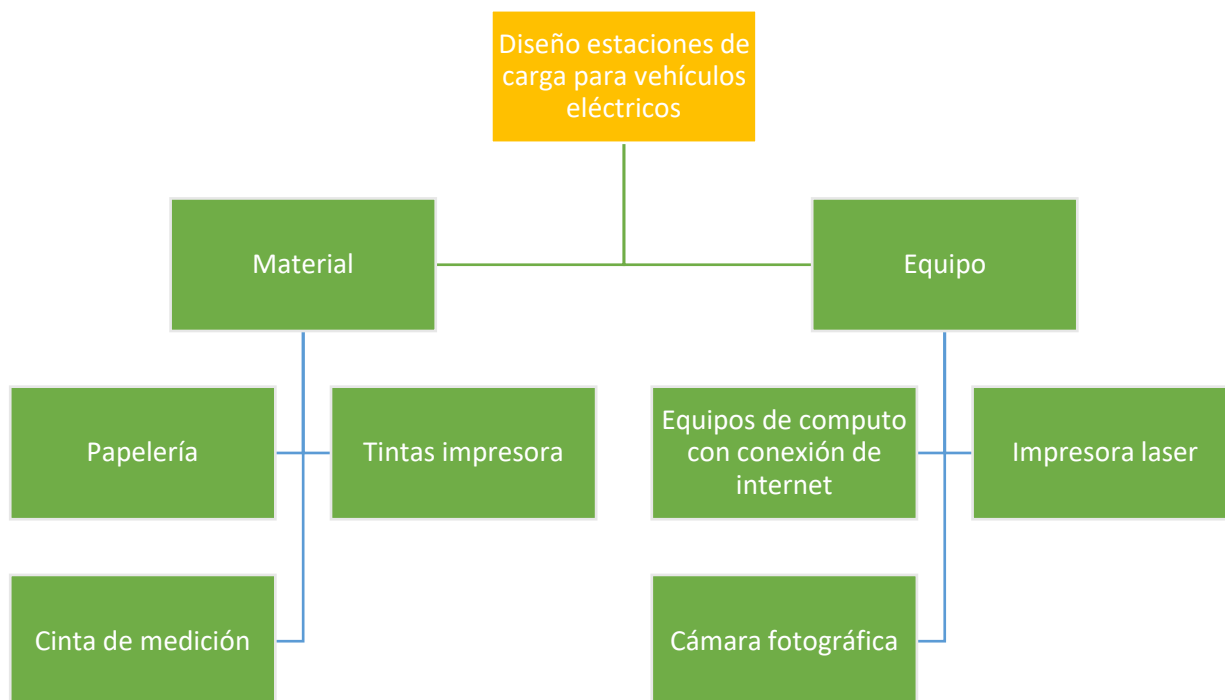 Diseño estaciones de
carga para vehículos
eléctricos
Material
Equipo
Papelería
Tintas impresora
Equipos de computo
con conexión de
internet
Impresora laser
Cinta de medición
Cámara fotográfica